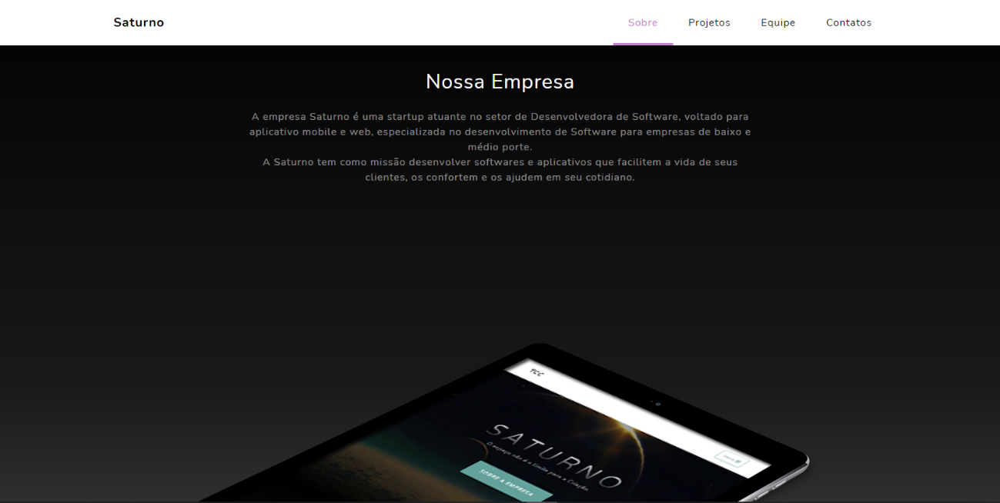 Saturno
Sobre
Projetos
Equipe
Contatos
Nossa Empresa
A empresa Saturno é uma startup atuante no setor de Desenvolvedora de Software, voltado para
aplicativo mobile e web, especializada no desenvolvimento de Software para empresas de baixo e
médio porte.
A Saturno tem como missão desenvolver softwares e aplicativos que facilitem a vida de seus
clientes, os confortem e os ajudem em seu cotidiano.
TCC
SATURNO
O espaço não é o limite para a Criação.
SOBRE A EMPRESA